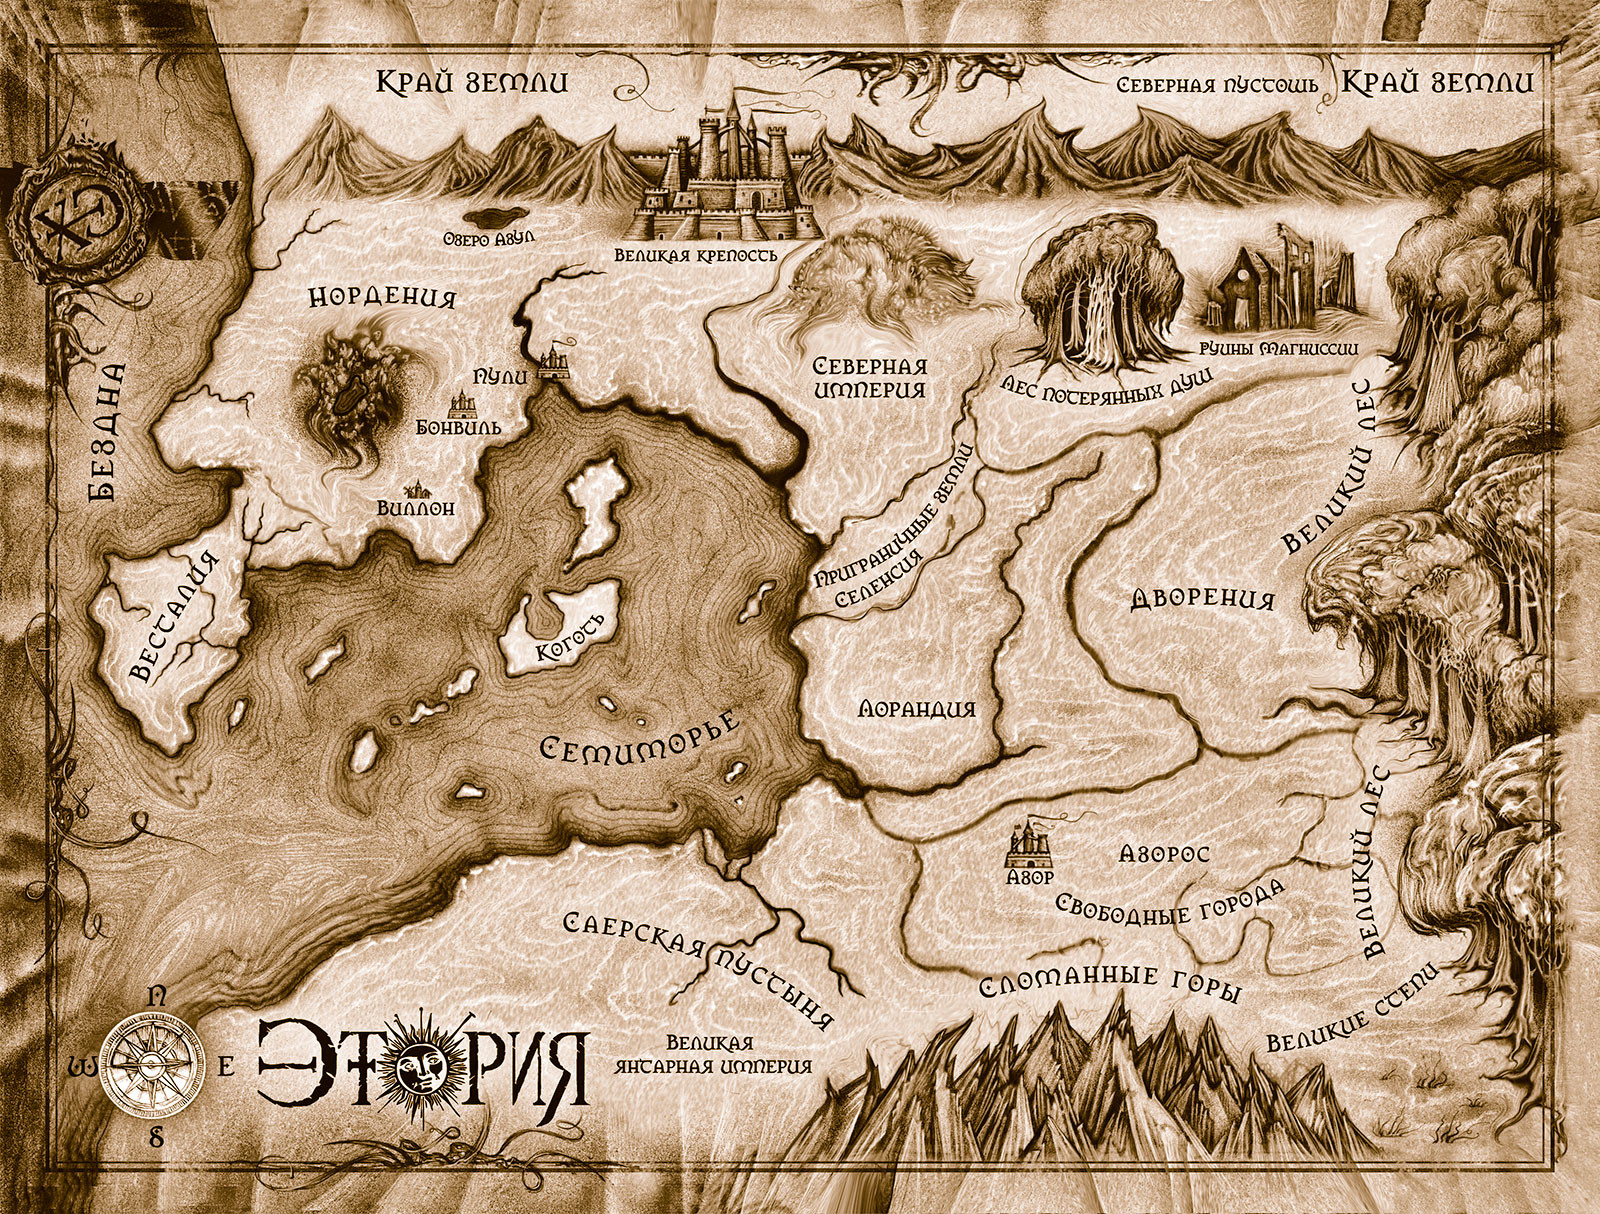 Край земли
Северная пустошь
Край земли
Озеро Азул
Великая крепость
Нордения
Руины Магниссии
Северная
империя
Лес потерянных душ
Пули
Бонвиль
Виллон
Бездна
Великий лес
Приграничные земли
Селенсия
Весталия
Дворения
Коготь
Лорандия
Семиморье
Азор
Азорос
Свободные города
Великий лес
Саерская пустыня
Сломанные горы
Великие степи
N
W
E
S
Этория
Великая
янтарная империя